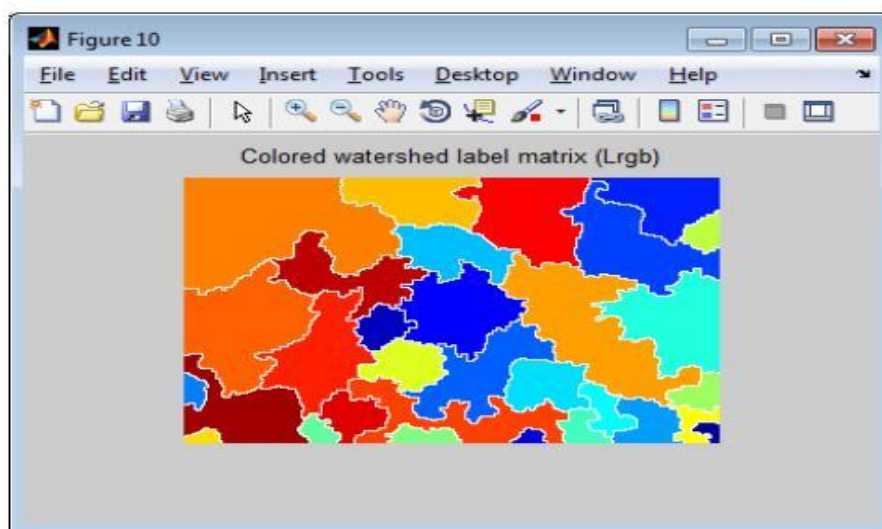 Figure 10
File Edit View Insert Tools Desktop Window Help
Colored watershed label matrix (Lrgb)